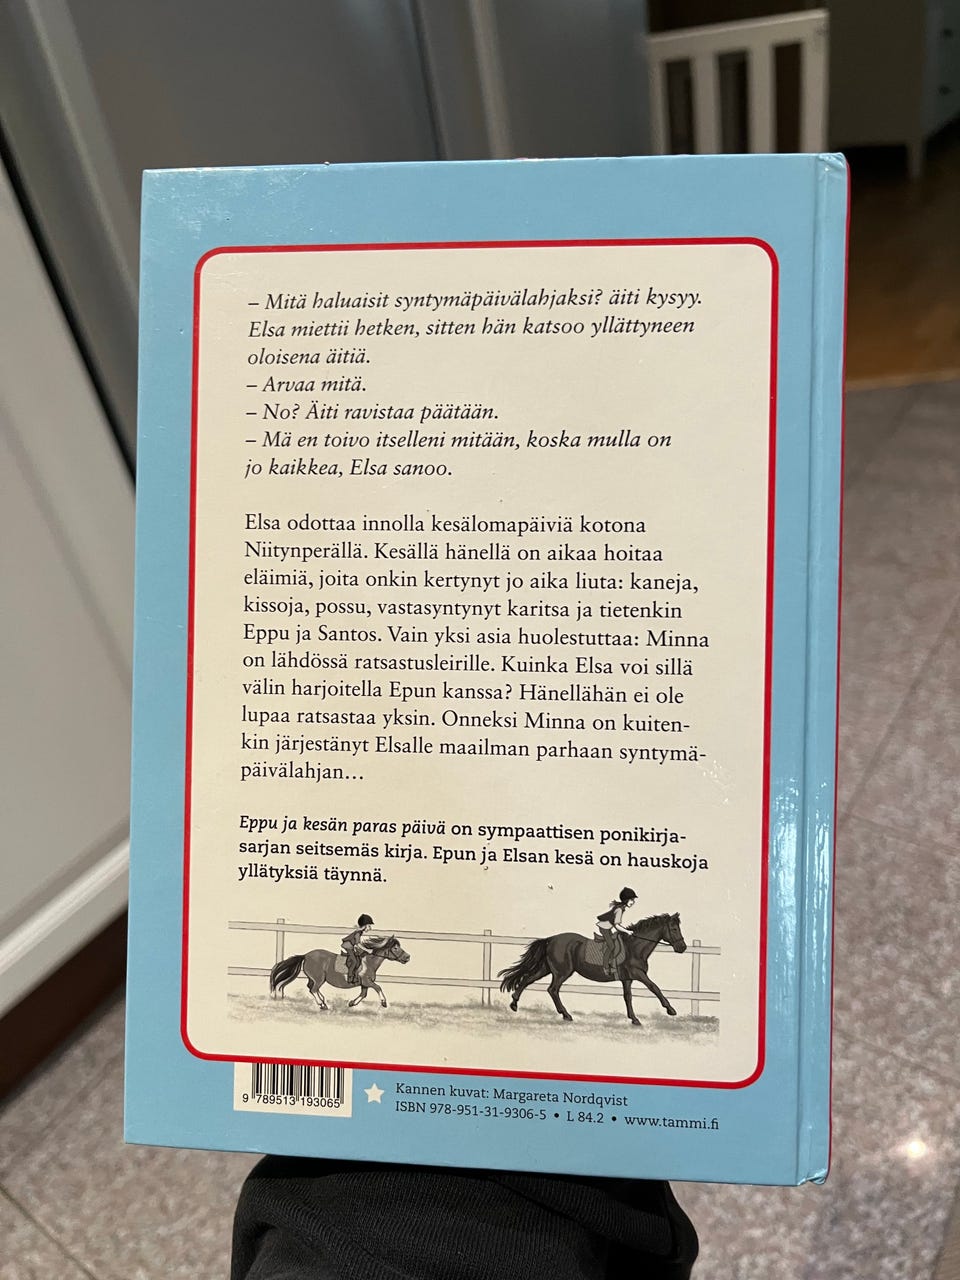 – Mitä haluaisit syntymäpäivälahjaksi? äiti kysyy.
Elsa miettii hetken, sitten hän katsoo yllättyneen
oloisena äitiä.
– Arvaa mitä.
– No? Äiti ravistaa päätään.
– Mä en toivo itselleni mitään, koska mulla on
jo kaikkea, Elsa sanoo.
Elsa odottaa innolla kesälomapäiviä kotona
Niitynperällä. Kesällä hänellä on aikaa hoitaa
eläimiä, joita onkin kertynyt jo aika liuta: kaneja,
kissoja, possu, vastasyntynyt karitsa ja tietenkin
Eppu ja Santos. Vain yksi asia huolestuttaa: Minna
on lähdössä ratsastusleirille. Kuinka Elsa voi sillä
välin harjoitella Epun kanssa? Hänellähän ei ole
lupaa ratsastaa yksin. Onneksi Minna on kuiten-
kin järjestänyt Elsalle maailman parhaan syntymä-
päivälahjan...
Eppu ja kesän paras päivä on sympaattisen ponikirja-
sarjan seitsemäs kirja. Epun ja Elsan kesä on hauskoja
yllätyksiä täynnä.
9 789513 193065
Kannen kuvat: Margareta Nordqvist
ISBN 978-951-31-9306-5 • L 84.2 • www.tammi.fi